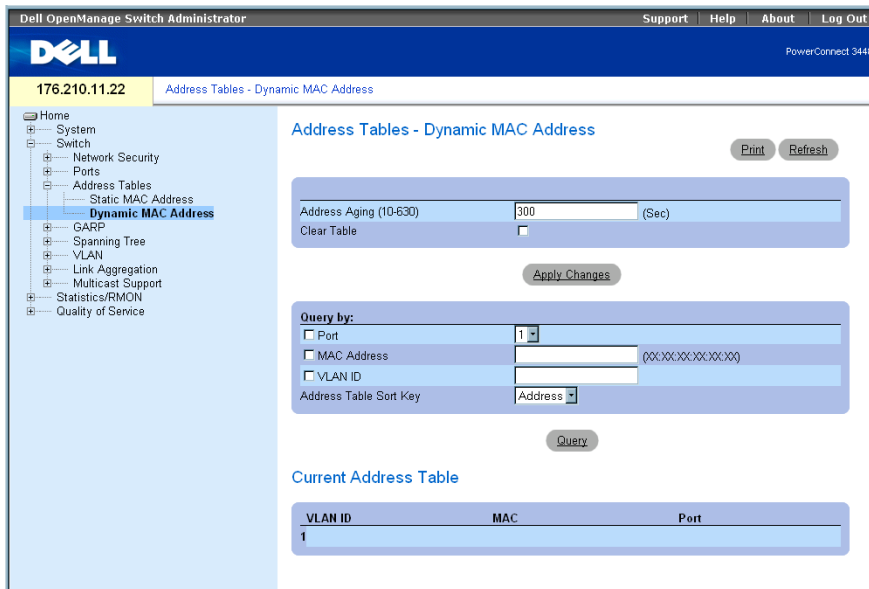 Dell OpenManage Switch Administrator
Support Help About Log Out
DELL
PowerConnect 3448
176.210.11.22
Address Tables - Dynamic MAC Address
Home
System
Switch
Network Security
Ports
Address Tables
Static MAC Address
Dynamic MAC Address
GARP
Spanning Tree
VLAN
Link Aggregation
Multicast Support
Statistics/RMON
Quality of Service
Address Tables - Dynamic MAC Address
Print Refresh
Address Aging (10-630) 300 (Sec)
Clear Table
Apply Changes
Query by:
Port 1
MAC Address (XX:XX:XX:XX:XX:XX)
VLAN ID
Address Table Sort Key Address
Query
Current Address Table
VLAN ID MAC Port
1